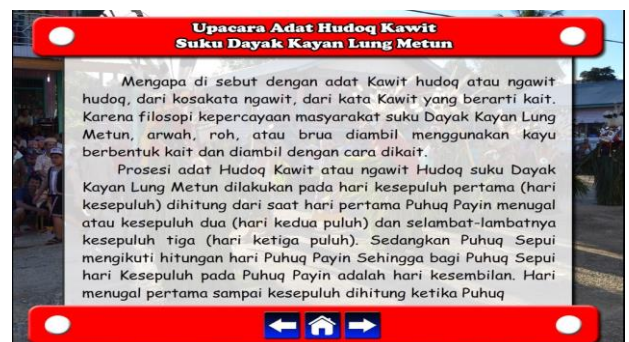 Upacara Adat Hudoq Kawit
Suku Dayak Kayan Lung Metun
Mengapa di sebut dengan adat Kawit hudoq atau ngawit
hudoq, dari kosakata ngawit, dari kata Kawit yang berarti kait.
Karena filosopi kepercayaan masyarakat suku Dayak Kayan Lung
Metun, arwah, roh, atau brua diambil menggunakan kayu
berbentuk kait dan diambil dengan cara dikait.
Prosesi adat Hudoq Kawit atau ngawit Hudoq suku Dayak
Kayan Lung Metun dilakukan pada hari kesepuluh pertama (hari
kesepuluh) dihitung dari saat hari pertama Puhuq Payin menugal
atau kesepuluh dua (hari kedua puluh) dan selambat-lambatnya
kesepuluh tiga (hari ketiga puluh). Sedangkan Puhuq Sepui
mengikuti hitungan hari Puhuq Payin Sehingga bagi Puhuq Sepui
hari Kesepuluh pada Puhuq Payin adalah hari kesembilan. Hari
menugal pertama sampai kesepuluh dihitung ketika Puhuq